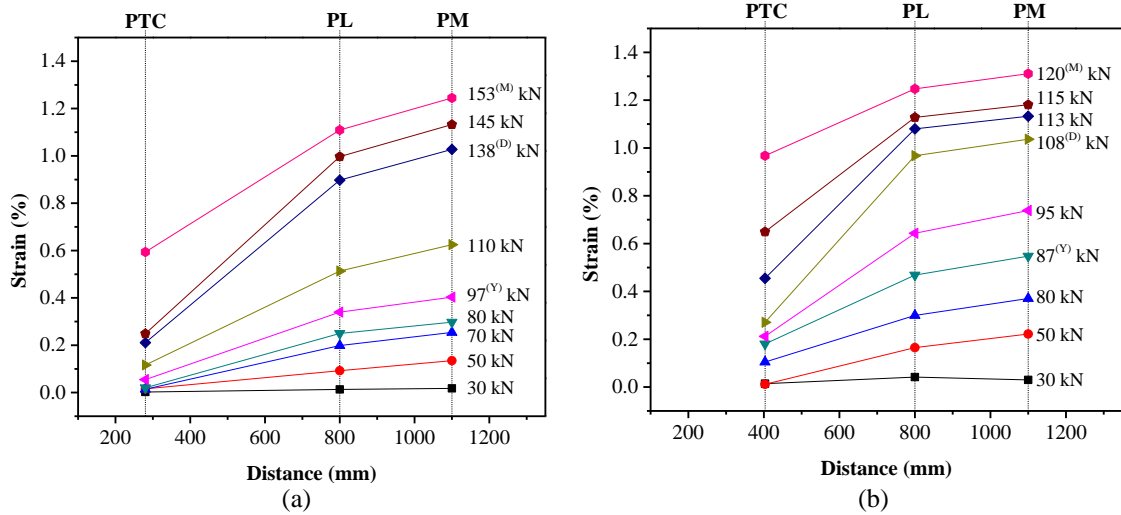 PTC PL PM
1.4
1.2
1.0
0.8
0.6
0.4
0.2
0.0
Strain (%)
153(M) kN
145 kN
138(D) kN
110 kN
97(Y) kN
80 kN
70 kN
50 kN
30 kN
200 400 600 800 1000 1200
Distance (mm)
(a)
PTC PL PM
1.4
1.2
1.0
0.8
0.6
0.4
0.2
0.0
Strain (%)
120(M) kN
115 kN
113 kN
108(D) kN
95 kN
87(Y) kN
80 kN
50 kN
30 kN
200 400 600 800 1000 1200
Distance (mm)
(b)